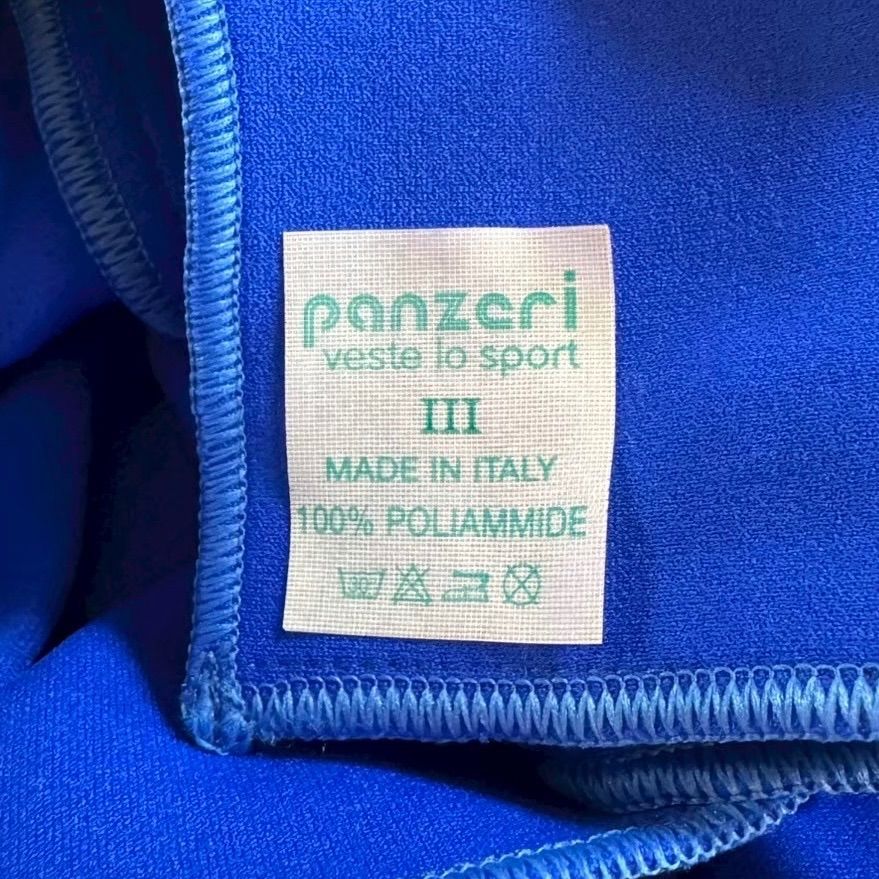 panzeri
veste lo sport
III
MADE IN ITALY
100% POLIAMMIDE
30